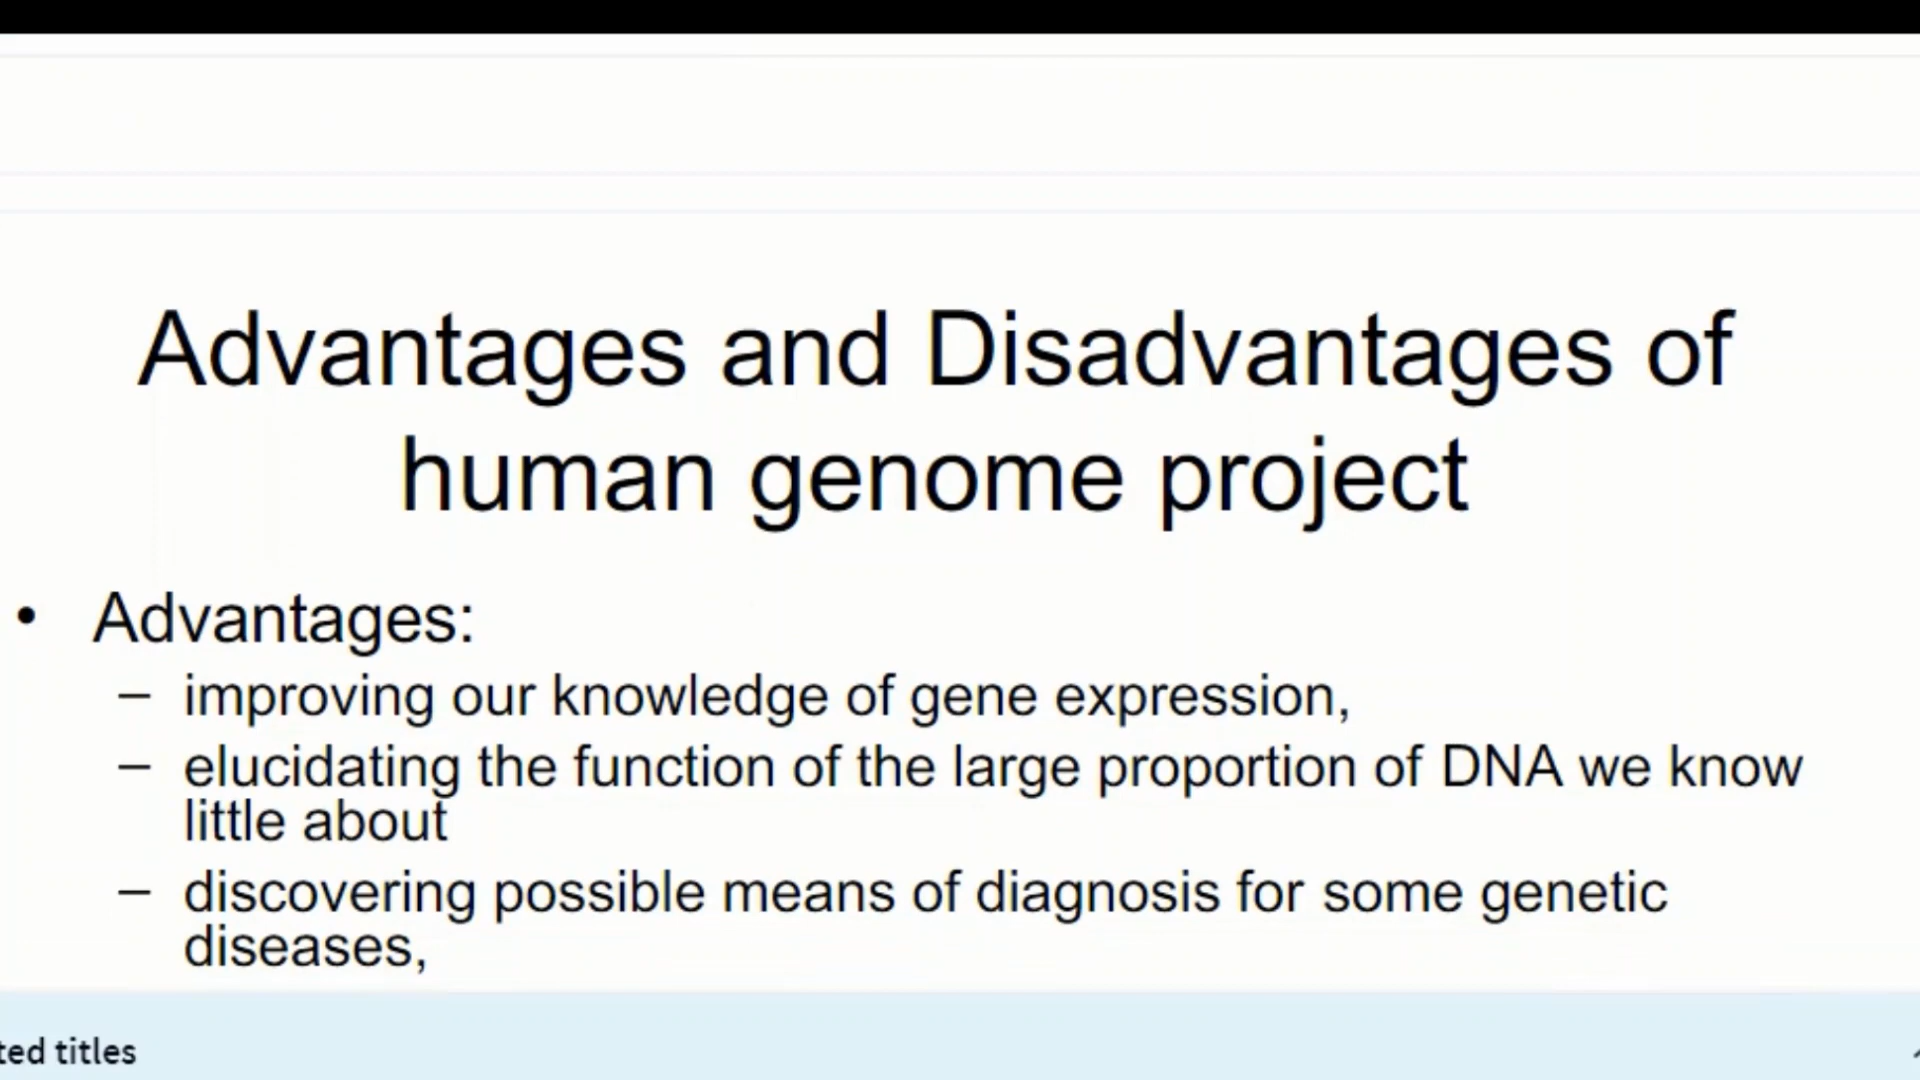 Advantages and Disadvantages of
human genome project
• Advantages:
– improving our knowledge of gene expression,
– elucidating the function of the large proportion of DNA we know
little about
– discovering possible means of diagnosis for some genetic
diseases,
ted titles